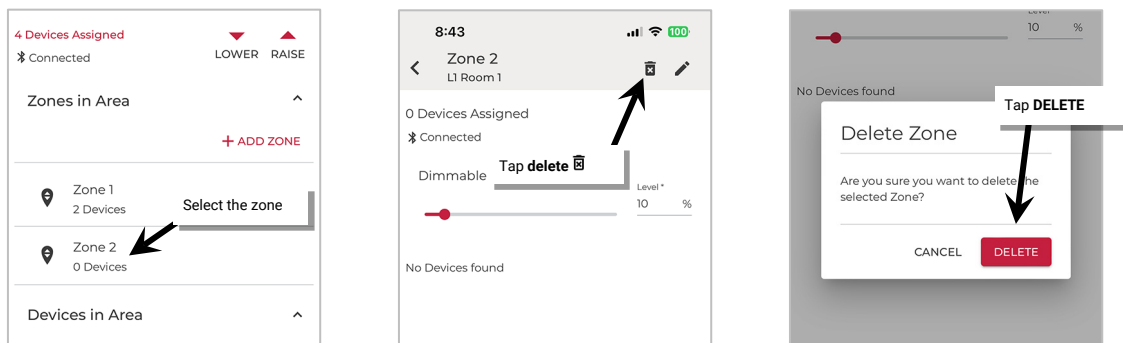 4 Devices Assigned
Connected
LOWER RAISE
Zones in Area
+ ADD ZONE
Zone 1
2 Devices
Select the zone
Zone 2
0 Devices
Devices in Area
8:43
100
Zone 2
L1 Room 1
0 Devices Assigned
Connected
Tap delete
Dimmable
Level *
10 %
No Devices found
Level
10 %
No Devices found
Tap DELETE
Delete Zone
Are you sure you want to delete the
selected Zone?
CANCEL DELETE